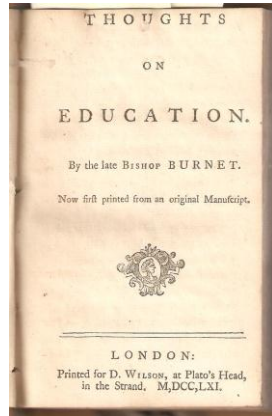 THOUGHTS
ON
EDUCATION.
By the late BISHOP BURNET.
Now firſt printed from an original Manuſcript.
LONDON:
Printed for D. WILSON, at Plato's Head,
in the Strand. M,DCC,LXI.